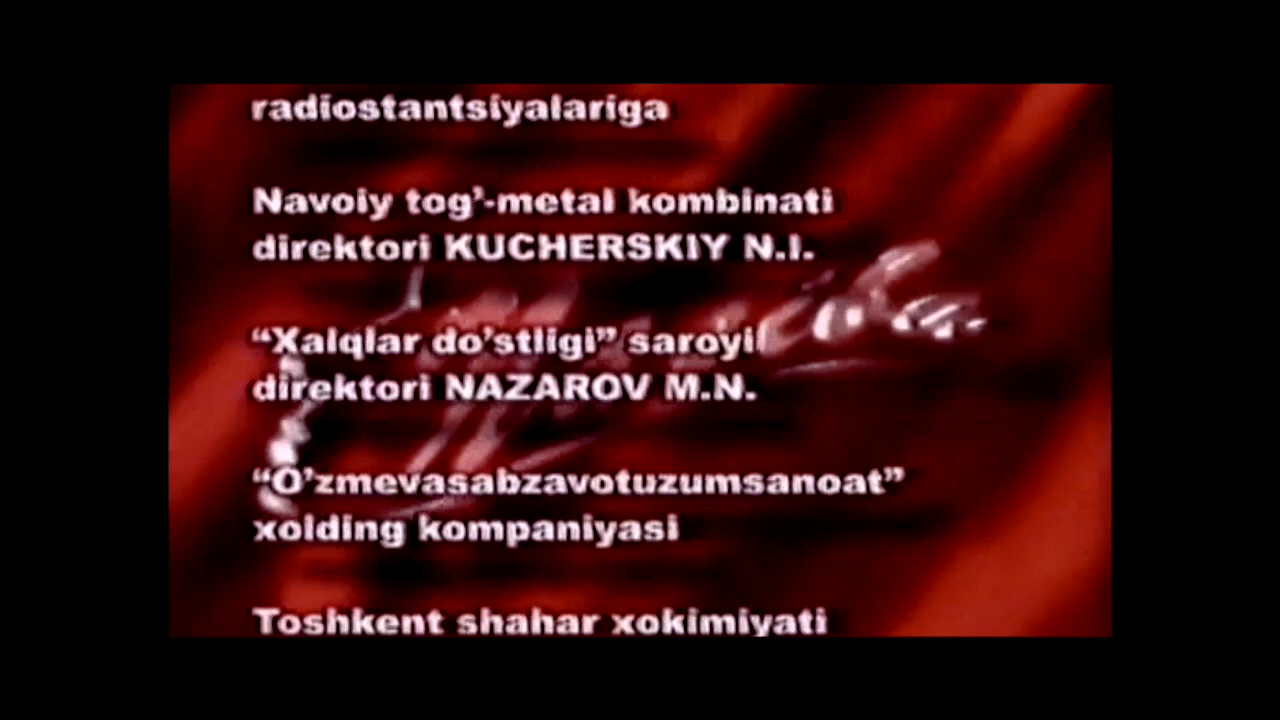 radiostantsiyalariga
Navoiy tog’-metal kombinati
direktori KUCHERSKIY N.I.
“Xalqlar do’stligi” saroyi
direktori NAZAROV M.N.
“O’zmevasabzavotuzumsanoat”
xolding kompaniyasi
Toshkent shahar xokimiyati